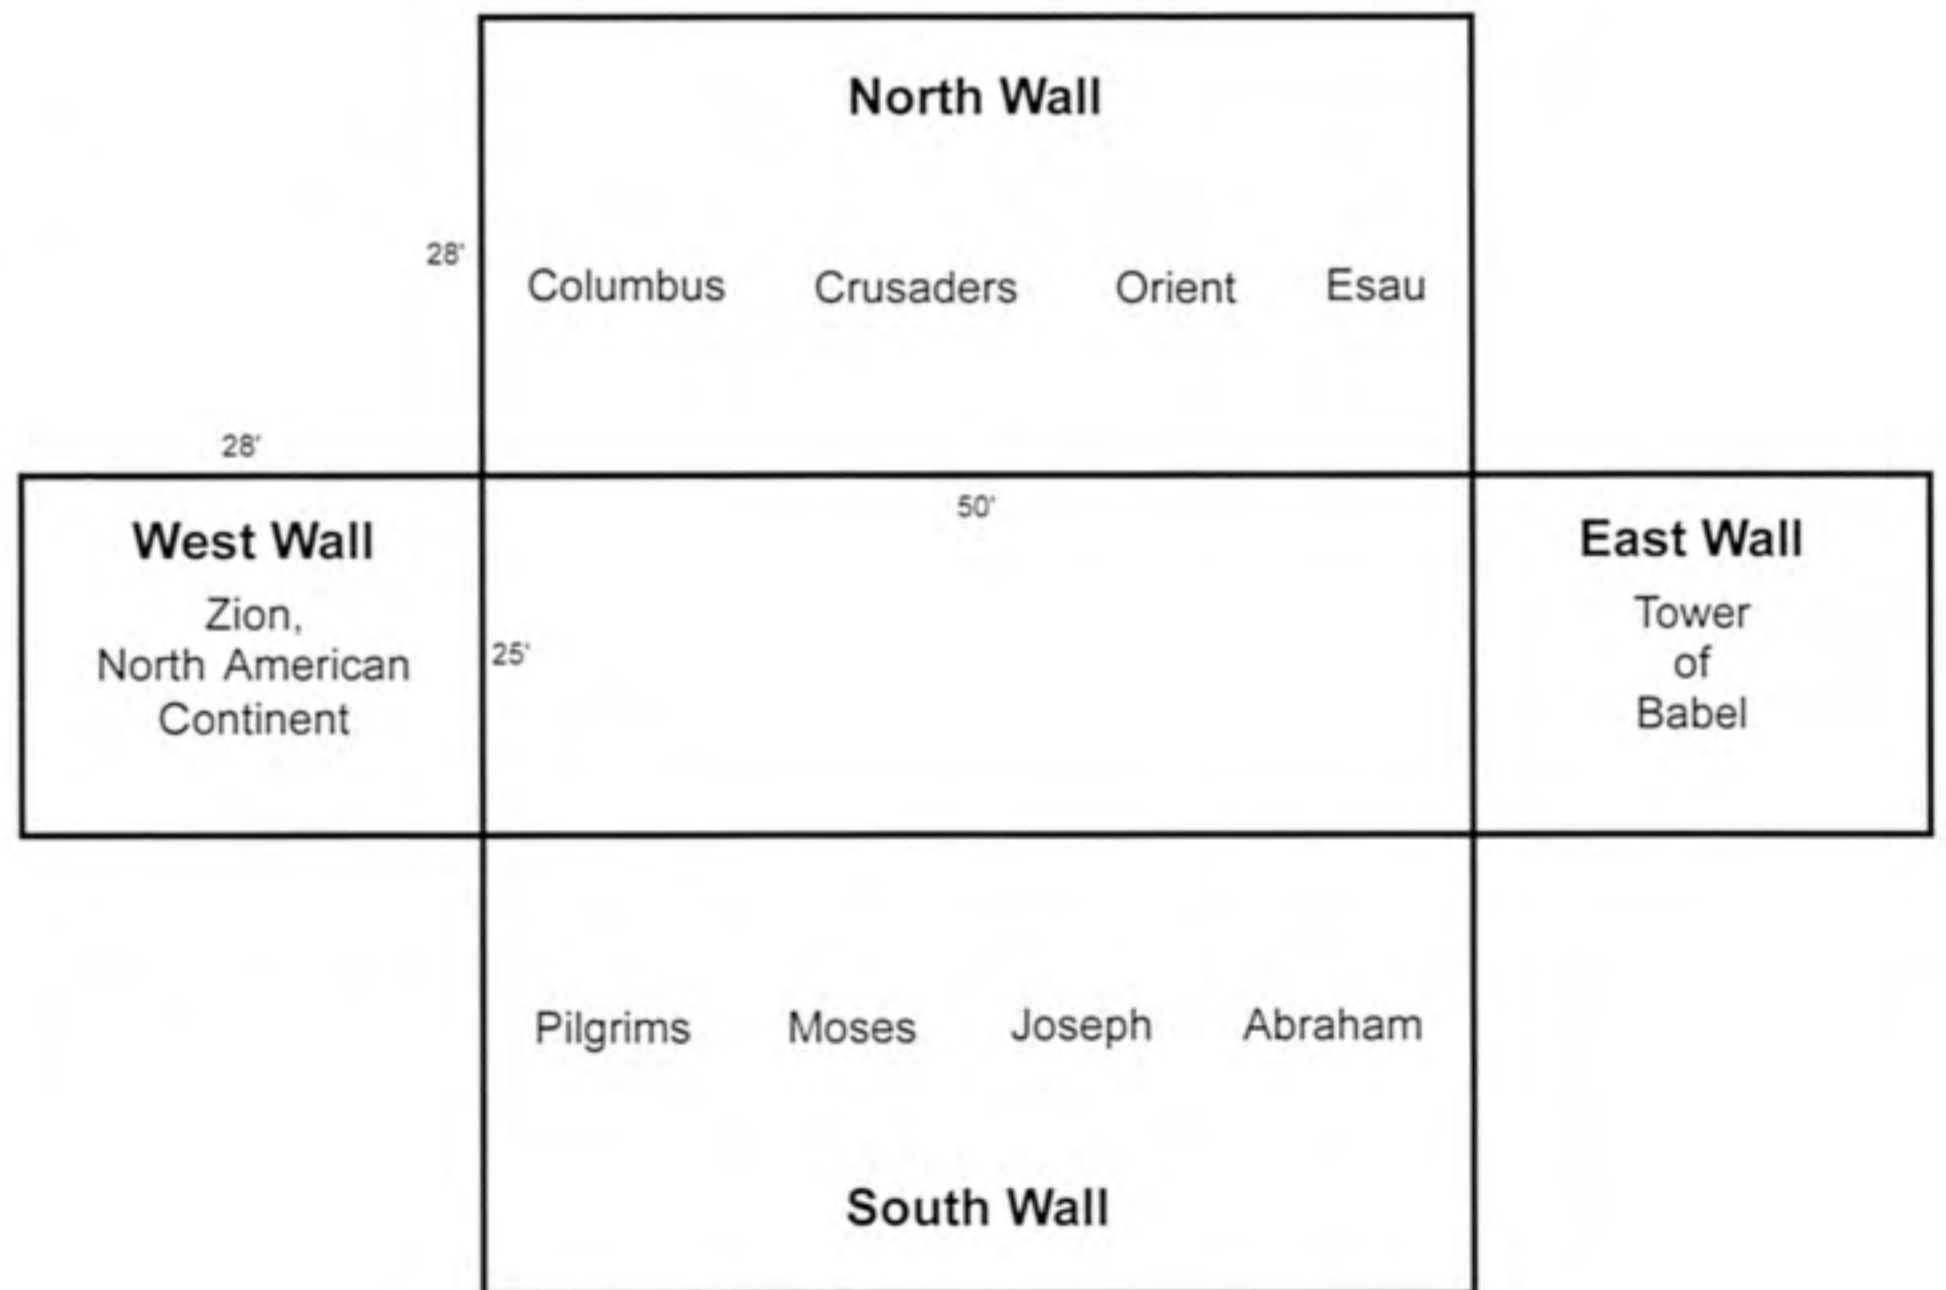 North Wall
28'
Columbus Crusaders Orient Esau
28'
50'
West Wall
Zion,
North American
Continent
25'
East Wall
Tower
of
Babel
Pilgrims Moses Joseph Abraham
South Wall